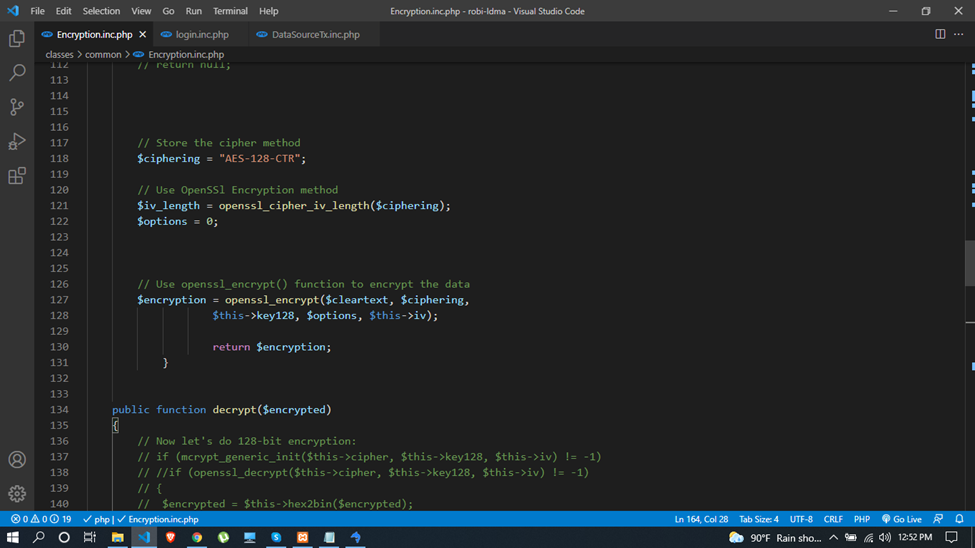 File Edit Selection View Go Run Terminal Help Encryption.inc.php - robi-ldma - Visual Studio Code
Encryption.inc.php login.inc.php DataSourceTx.inc.php
classes > common > Encryption.inc.php
112 // return null;
113
114
115
116
117 // Store the cipher method
118 $ciphering = "AES-128-CTR";
119
120 // Use OpenSSl Encryption method
121 $iv_length = openssl_cipher_iv_length($ciphering);
122 $options = 0;
123
124
125
126 // Use openssl_encrypt() function to encrypt the data
127 $encryption = openssl_encrypt($cleartext, $ciphering,
128 $this->key128, $options, $this->iv);
129
130 return $encryption;
131 }
132
133
134 public function decrypt($encrypted)
135 {
136 // Now let's do 128-bit encryption:
137 // if (mcrypt_generic_init($this->cipher, $this->key128, $this->iv) != -1)
138 // //if (openssl_decrypt($this->cipher, $this->key128, $this->iv) != -1)
139 // {
140 // $encrypted = $this->hex2bin($encrypted);
0 0 19 php | Encryption.inc.php Ln 164, Col 28 Tab Size: 4 UTF-8 CRLF PHP Go Live
90°F Rain sho... 12:52 PM